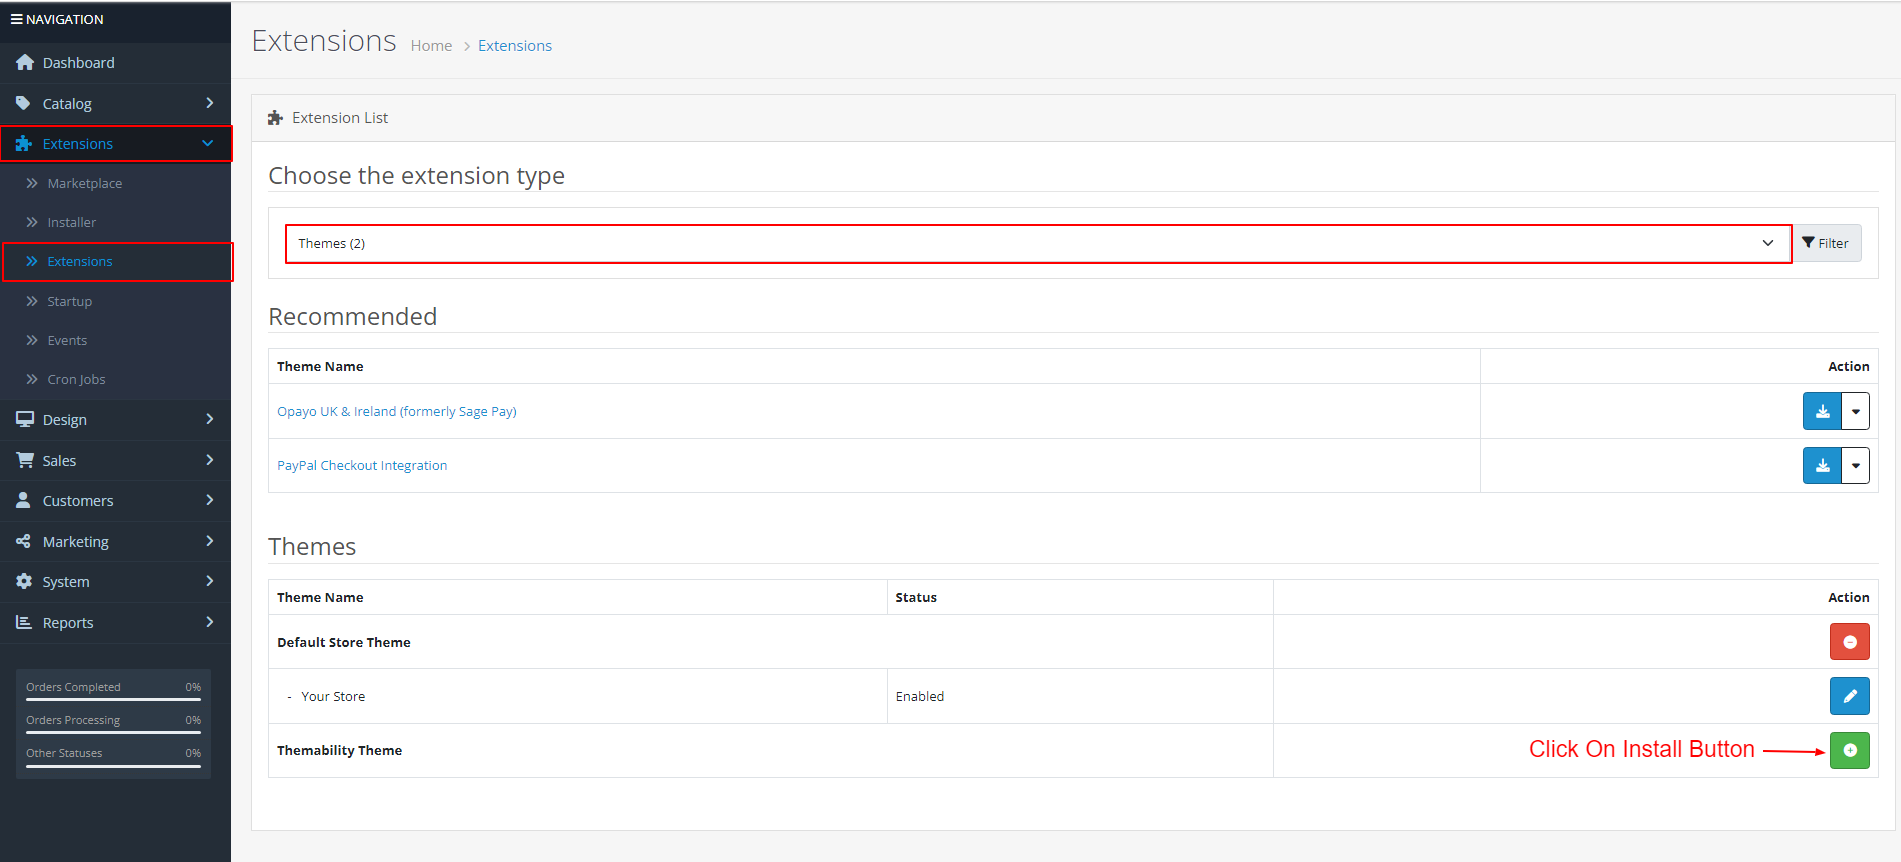 NAVIGATION
Dashboard
Catalog
Extensions
Marketplace
Installer
Extensions
Startup
Events
Cron Jobs
Design
Sales
Customers
Marketing
System
Reports
Orders Completed 0%
Orders Processing 0%
Other Statuses 0%
Extensions Home > Extensions
Extension List
Choose the extension type
Themes (2) Filter
Recommended
Theme Name Action
Opayo UK & Ireland (formerly Sage Pay)
PayPal Checkout Integration
Themes
Theme Name Status Action
Default Store Theme
- Your Store Enabled
Themability Theme Click On Install Button